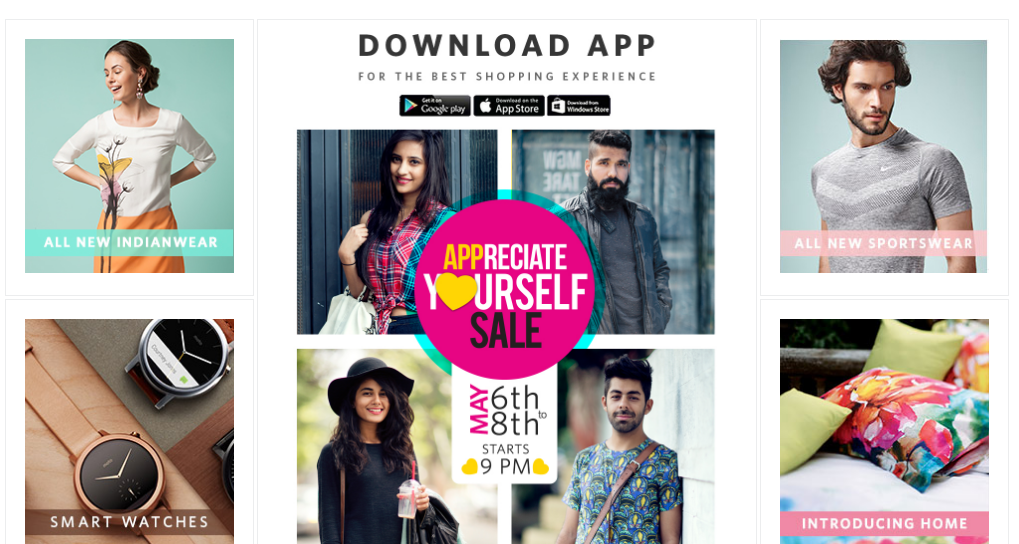 DOWNLOAD APP
FOR THE BEST SHOPPING EXPERIENCE
Get it on
Google play
Download on the
App Store
Download from
Windows Store
ALL NEW INDIANWEAR
APPRECIATE
YOURSELF
SALE
MAY 6th to 8th
STARTS
9 PM
ALL NEW SPORTSWEAR
SMART WATCHES
INTRODUCING HOME